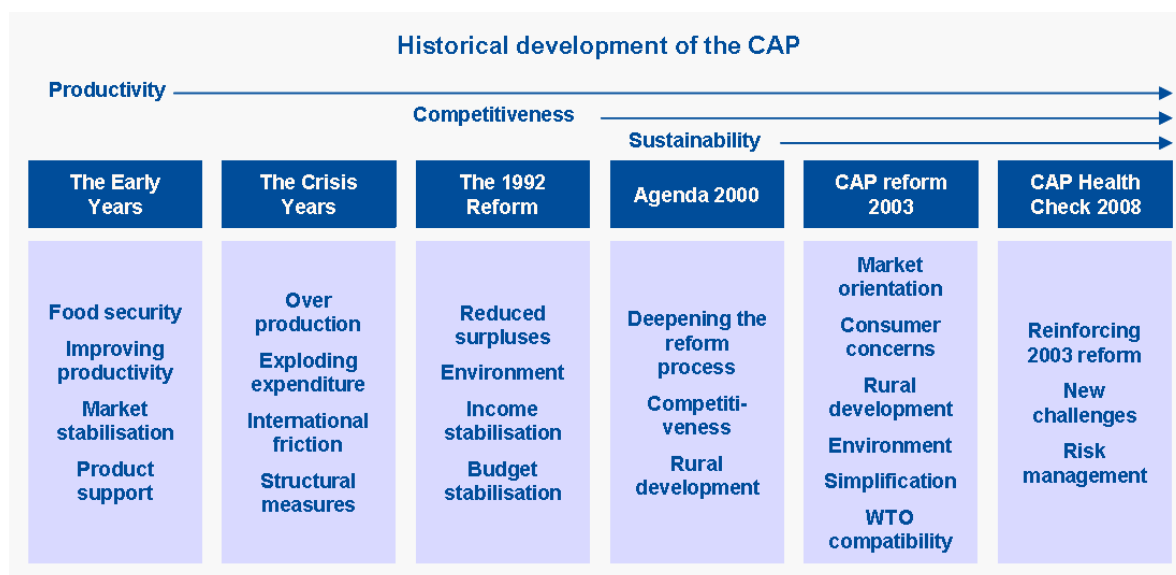 Historical development of the CAP
Productivity
Competitiveness
Sustainability
The Early
Years
The Crisis
Years
The 1992
Reform
Agenda 2000
CAP reform
2003
CAP Health
Check 2008
Food security
Improving
productivity
Market
stabilisation
Product
support
Over
production
Exploding
expenditure
International
friction
Structural
measures
Reduced
surpluses
Environment
Income
stabilisation
Budget
stabilisation
Deepening the
reform
process
Competiti-
veness
Rural
development
Market
orientation
Consumer
concerns
Rural
development
Environment
Simplification
WTO
compatibility
Reinforcing
2003 reform
New
challenges
Risk
management